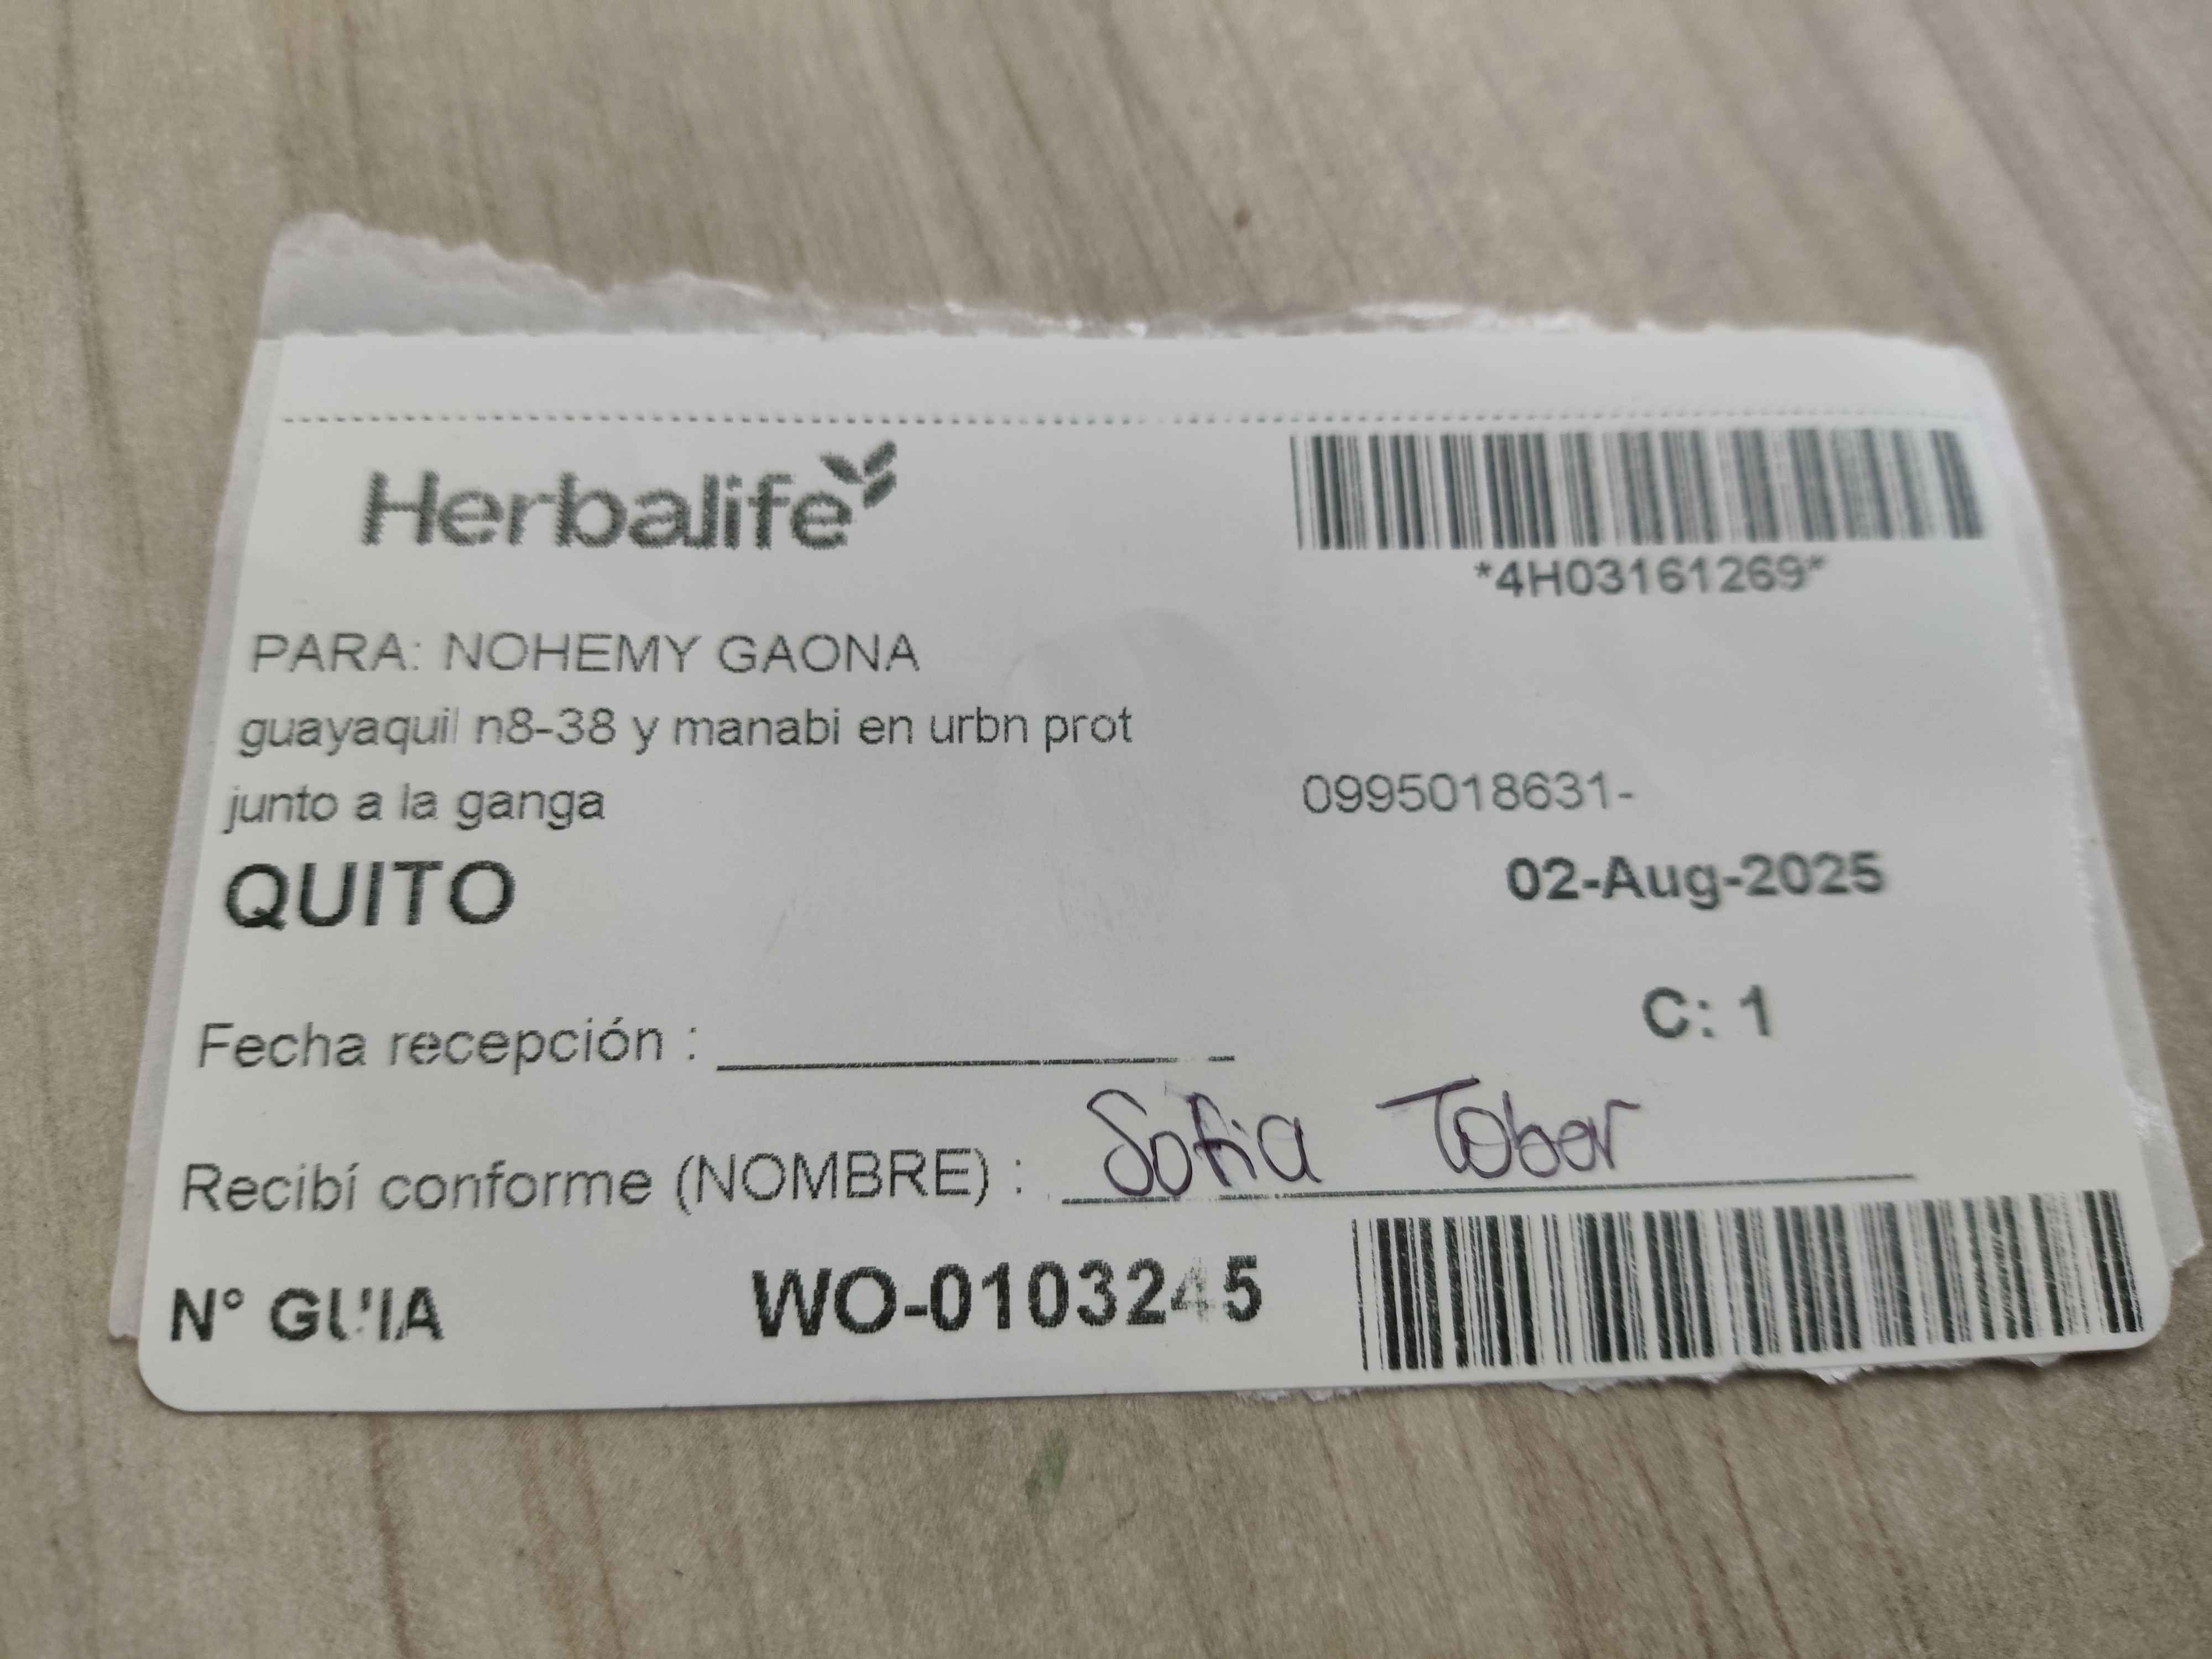 Herbalife
*4H03161269*
PARA: NOHEMY GAONA
guayaquil n8-38 y manabi en urbn prot
junto a la ganga
0995018631-
QUITO
02-Aug-2025
C: 1
Fecha recepción :
Recibí conforme (NOMBRE) : Sofia Tobar
N° GUIA WO-0103245